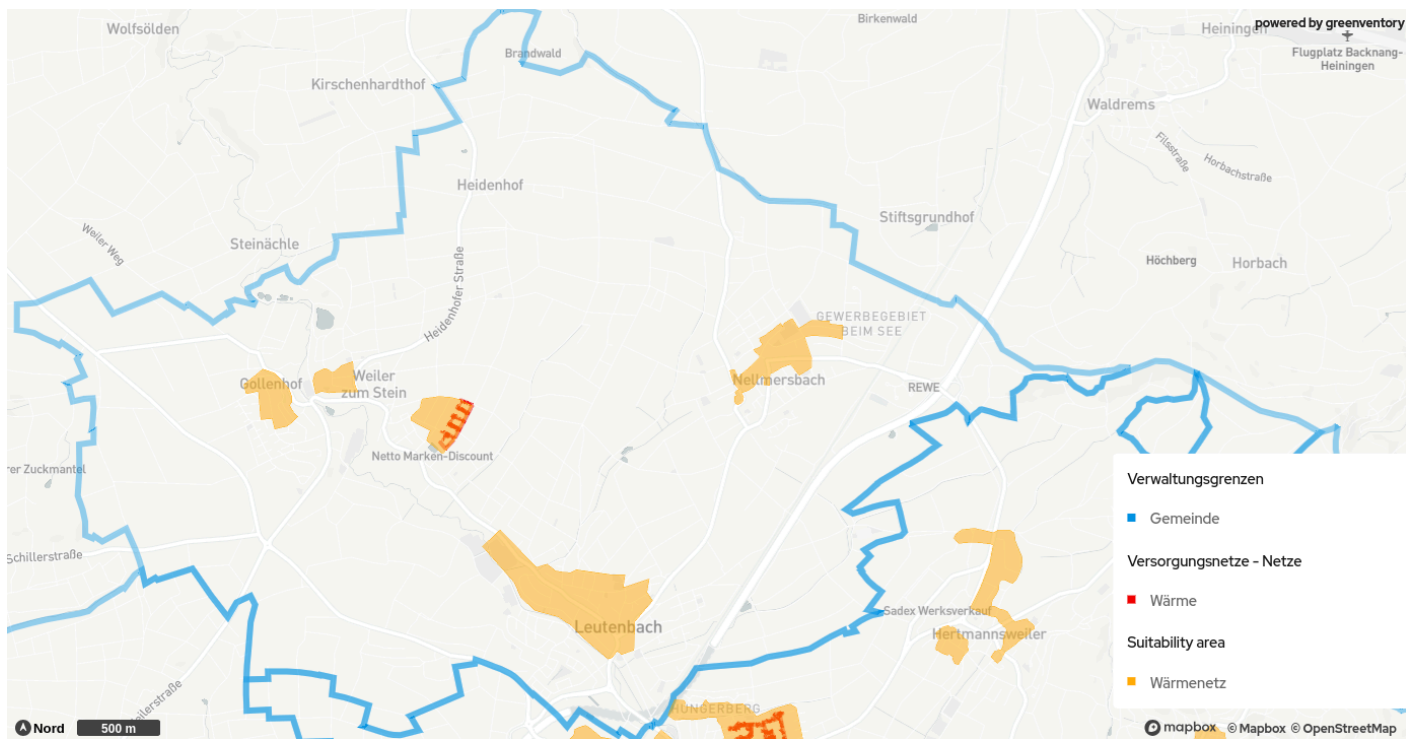 Wolfsölden
Birkenwald
Heiningen
powered by greenventory
Flugplatz Backnang-
Heiningen
Brandwald
Kirschenhardthof
Waldrems
Filsstraße
Horbachstraße
Heidenhof
Stiftsgrundhof
Weiler Weg
Steinächle
Höchberg
Horbach
Heidenhofer Straße
GEWERBEGEBIET
BEIM SEE
Gollenhof
Weiler
zum Stein
Nellmersbach
REWE
Netto Marken-Discount
rer Zuckmantel
Schillerstraße
Sadex Werksverkauf
Leutenbach
Hertmannsweiler
eilerstraße
HUNGERBERG
Verwaltungsgrenzen
Gemeinde
Versorgungsnetze - Netze
Wärme
Suitability area
Wärmenetz
Nord
500 m
mapbox © Mapbox © OpenStreetMap